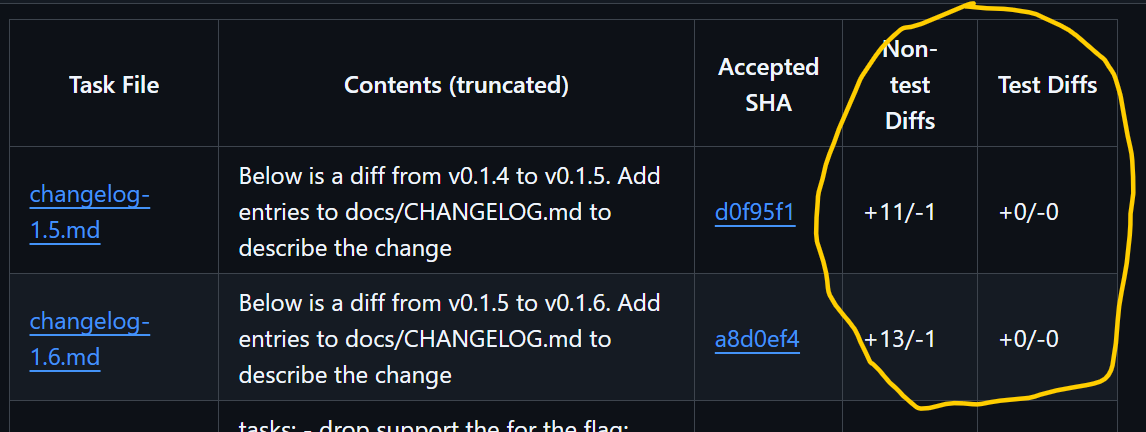 Task File
Contents (truncated)
Accepted
SHA
Non-
test
Diffs
Test Diffs
changelog-
1.5.md
Below is a diff from v0.1.4 to v0.1.5. Add
entries to docs/CHANGELOG.md to
describe the change
d0f95f1
+11/-1
+0/-0
changelog-
1.6.md
Below is a diff from v0.1.5 to v0.1.6. Add
entries to docs/CHANGELOG.md to
describe the change
a8d0ef4
+13/-1
+0/-0
tasks: - drop support the for the flag: